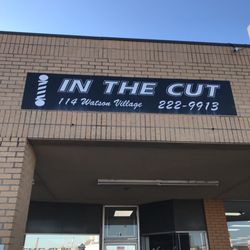 IN THE CUT
114 Watson Village 222-9913